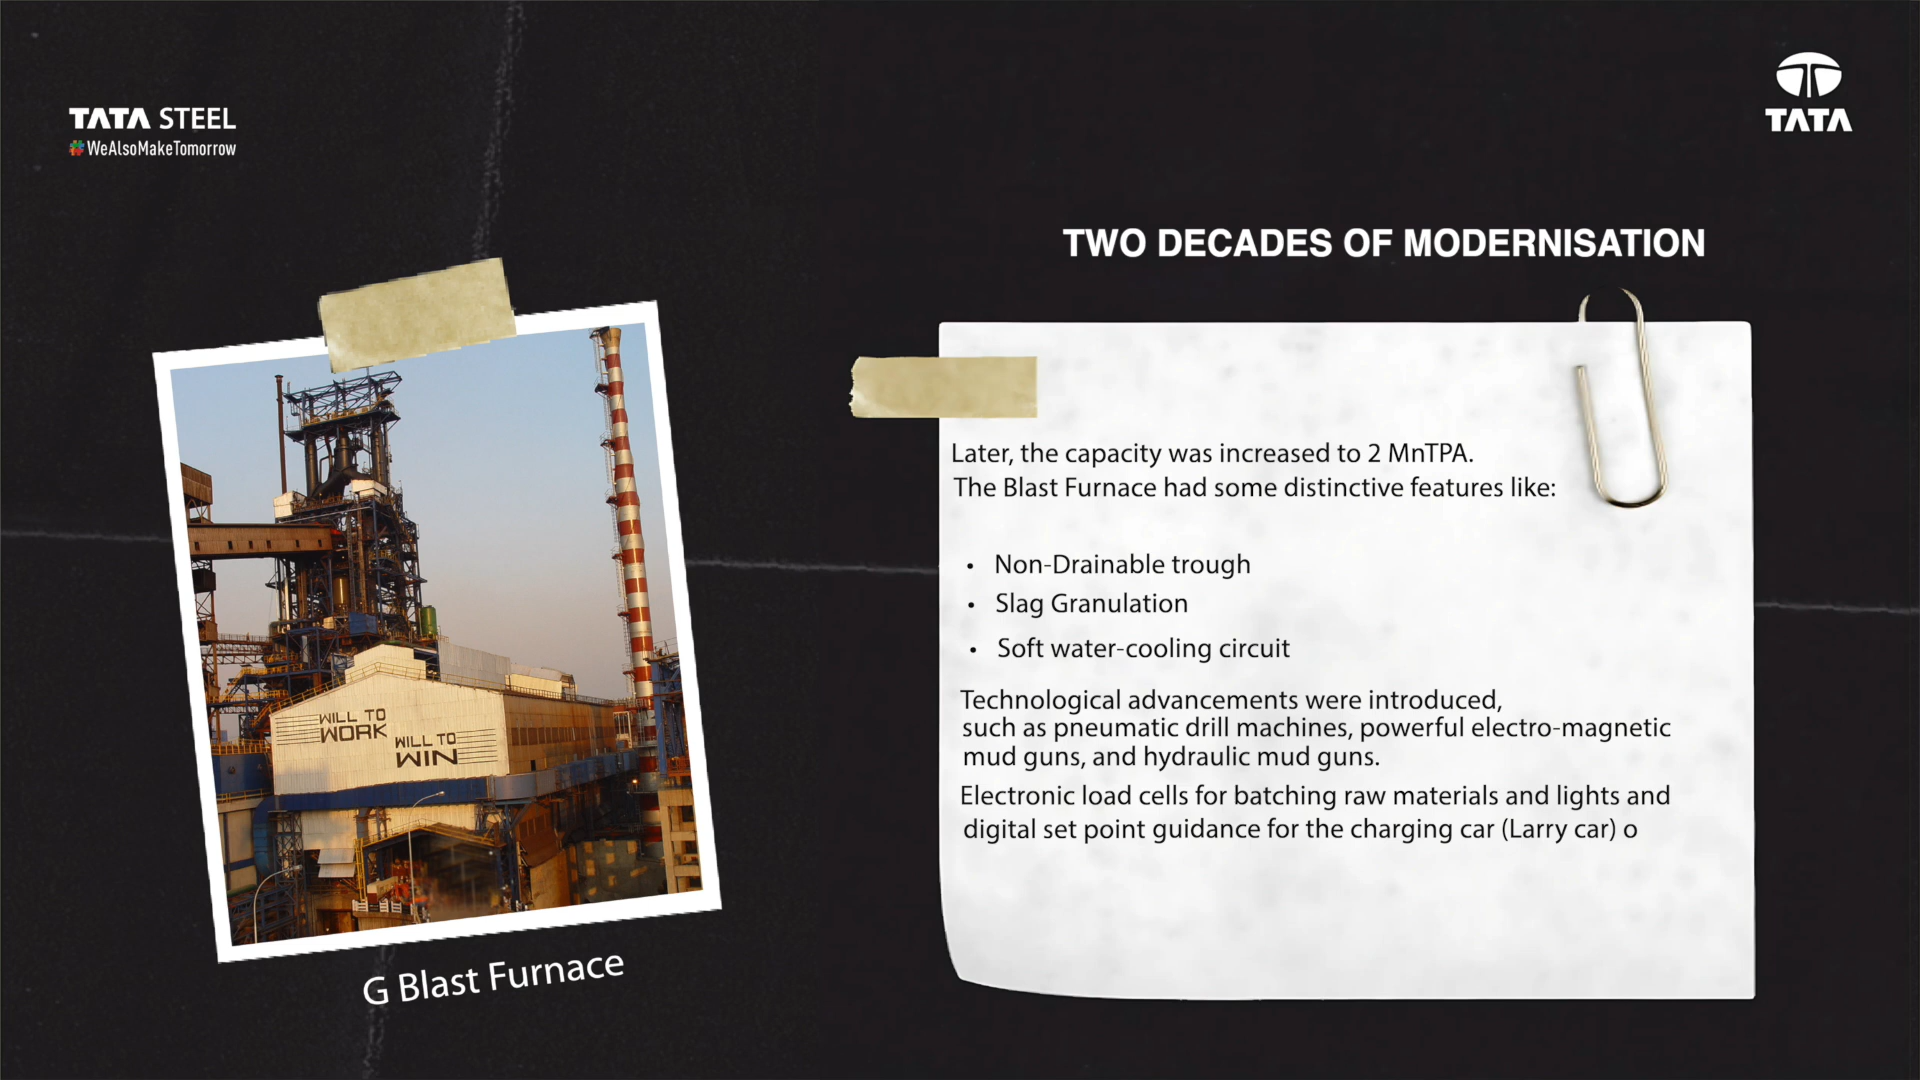 TATA STEEL
#WeAlsoMakeTomorrow
TATA
TWO DECADES OF MODERNISATION
Later, the capacity was increased to 2 MnTPA.
The Blast Furnace had some distinctive features like:
• Non-Drainable trough
• Slag Granulation
• Soft water-cooling circuit
Technological advancements were introduced,
such as pneumatic drill machines, powerful electro-magnetic
mud guns, and hydraulic mud guns.
Electronic load cells for batching raw materials and lights and
digital set point guidance for the charging car (Larry car) o
WILL TO
WORK
WILL TO
WIN
G Blast Furnace